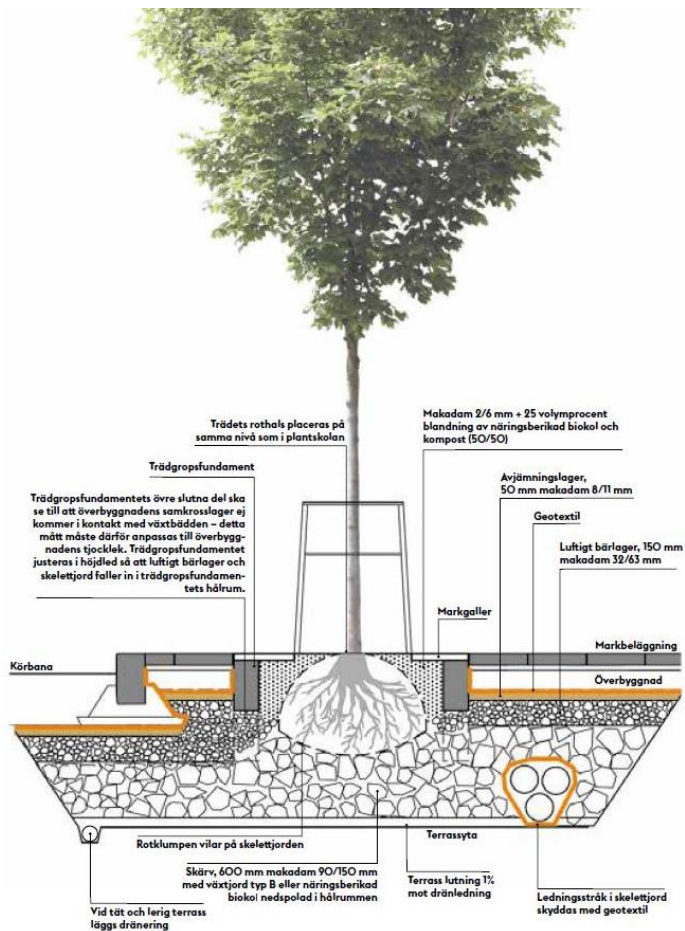 Trädets rothals placeras på
samma nivå som i plantskolan
Makadam 2/6 mm + 25 volymprocent
blandning av näringsberikad biokol och
kompost (50/50)
Trädgropsfundament
Trädgropsfundamentets övre slutna del ska
se till att överbyggnadens samkrosslager ej
kommer i kontakt med växtbädden – detta
mått måste därför anpassas till överbygg-
nadens tjocklek. Trädgropsfundamentet
justeras i höjdled så att luftigt bärlager och
skelettjord faller in i trädgropsfundamen-
tets hålrum.
Avjämningslager,
50 mm makadam 8/11 mm
Geotextil
Luftigt bärlager, 150 mm
makadam 32/63 mm
Markgaller
Markbeläggning
Körbana
Överbyggnad
Rotklumpen vilar på skelettjorden
Terrassyta
Skärv, 600 mm makadam 90/150 mm
med växtjord typ B eller näringsberikad
biokol nedspolad i hålrummen
Terrass lutning 1%
mot dränledning
Ledningsstråk i skelettjord
skyddas med geotextil
Vid tät och lerig terrass
läggs dränering